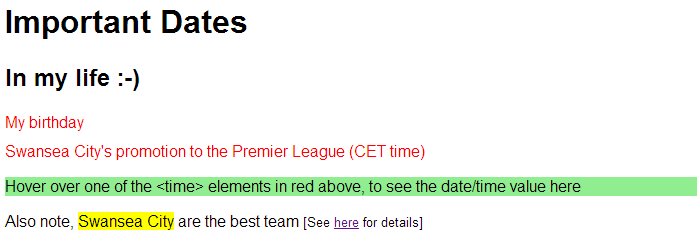 Important Dates
In my life :-)
My birthday
Swansea City's promotion to the Premier League (CET time)
Hover over one of the <time> elements in red above, to see the date/time value here
Also note, Swansea City are the best team [See here for details]